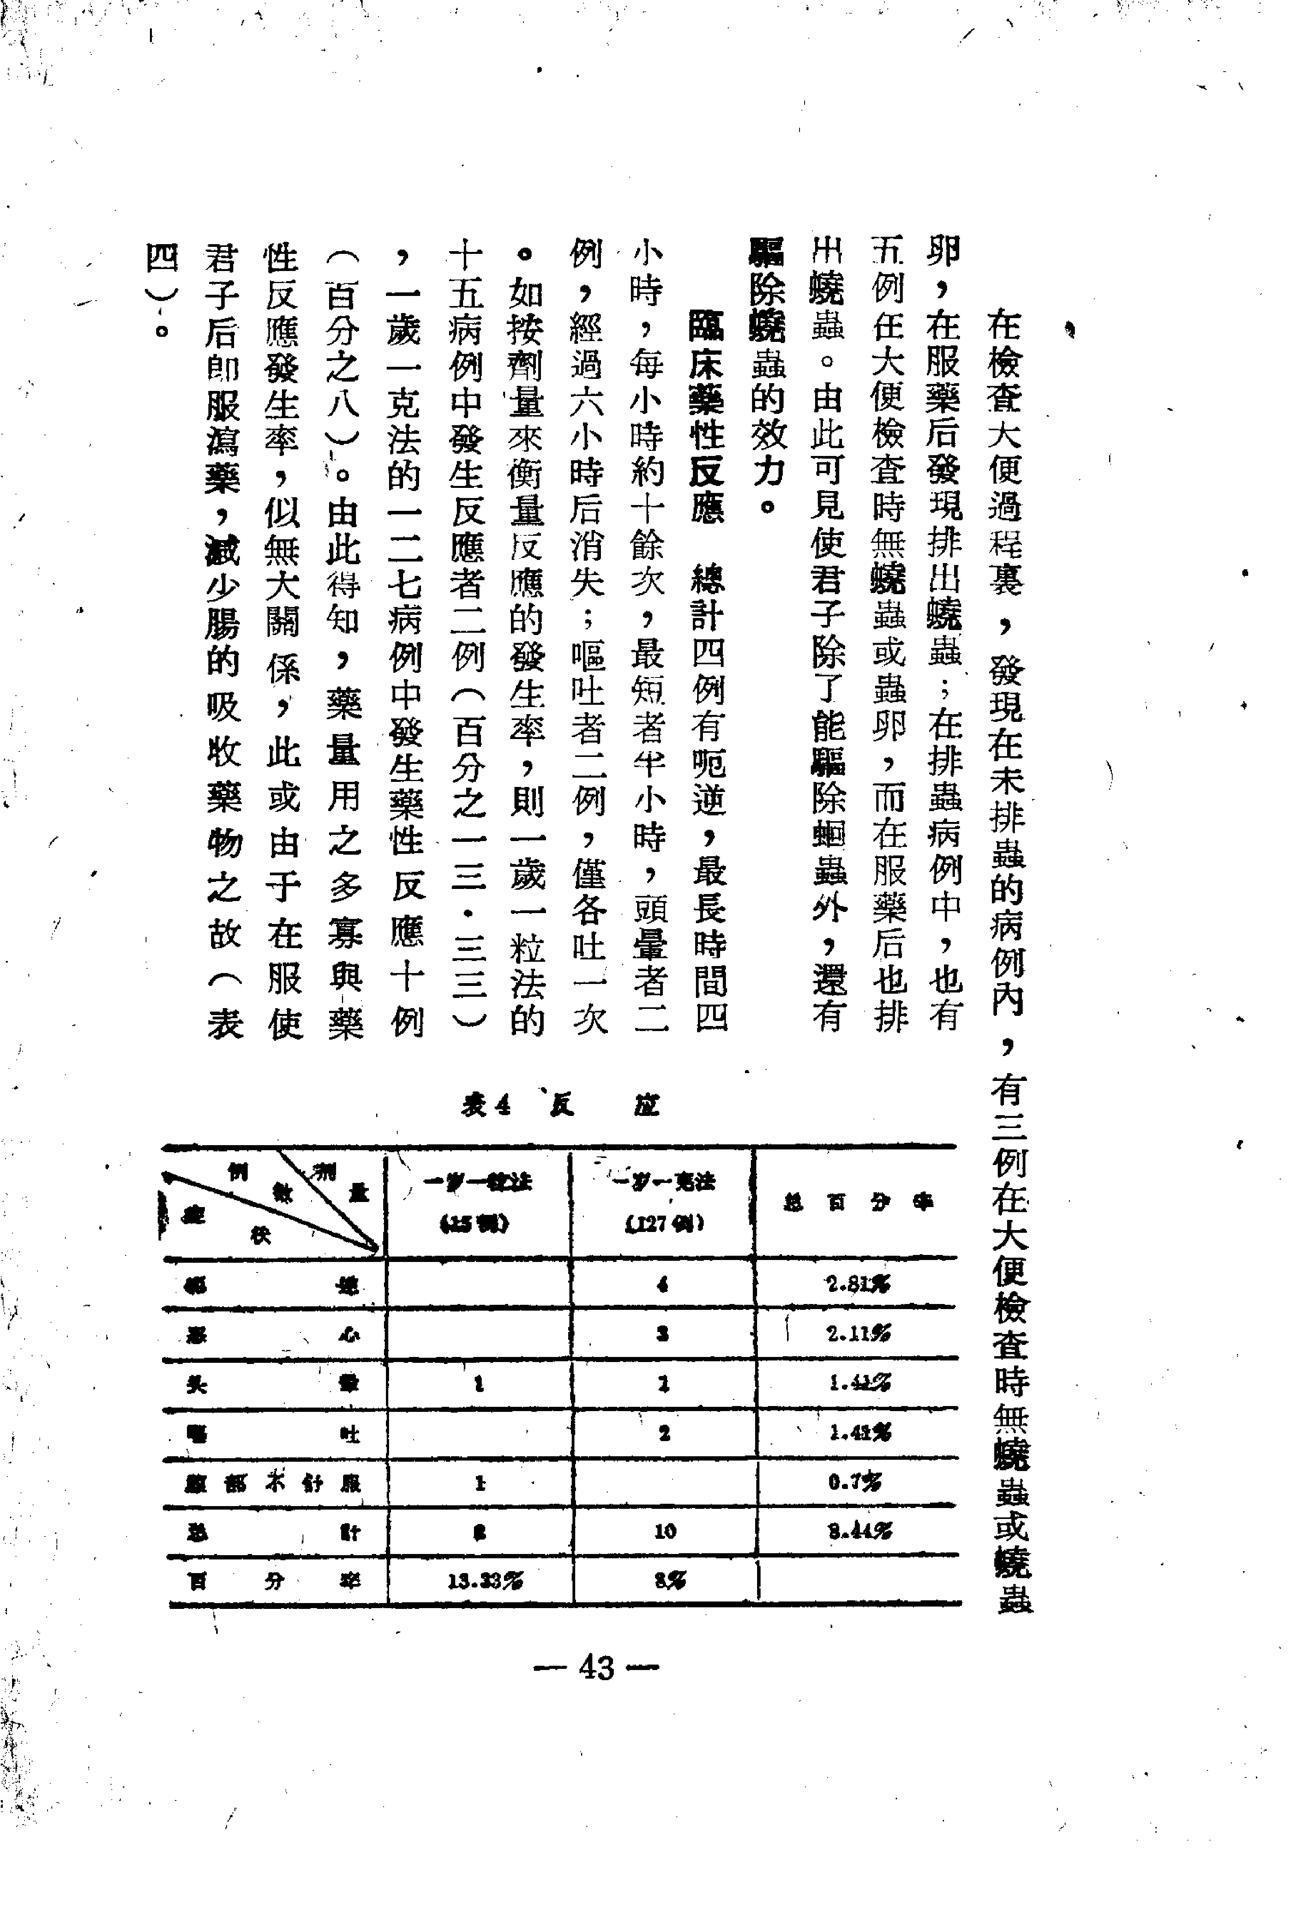 在檢查大便過程裏，發現在未排蟲的病例內，有三例在大便檢查時無蟯蟲或蟯蟲
卵，在服藥后發現排出蟯蟲；在排蟲病例中，也有
五例在大便檢查時無蟯蟲或蟲卵，而在服藥后也排
出蟯蟲。由此可見使君子除了能驅除蛔蟲外，還有
驅除蟯蟲的效力。
臨床藥性反應　總計四例有呃逆，最長時間四
小時，每小時約十餘次，最短者半小時，頭暈者二
例，經過六小時后消失；嘔吐者二例，僅各吐一次
。如按劑量來衡量反應的發生率，則一歲一粒法的
十五病例中發生反應者二例（百分之一三・三三）
，一歲一克法的一二七病例中發生藥性反應十例
（百分之八）。由此得知，藥量用之多寡與藥
性反應發生率，似無大關係，此或由于在服使
君子后卽服瀉藥，减少腸的吸收藥物之故（表
四）。
表4 反 应
例数 剂量 症状 一岁一粒法（15例） 一岁一克法（127例） 总百分率
呃逆 4 2.81%
恶心 3 2.11%
头暈 1 1 1.41%
嘔吐 2 1.41%
腹部不舒服 1 0.7%
总計 2 10 8.44%
百分率 13.33% 8%
— 43 —